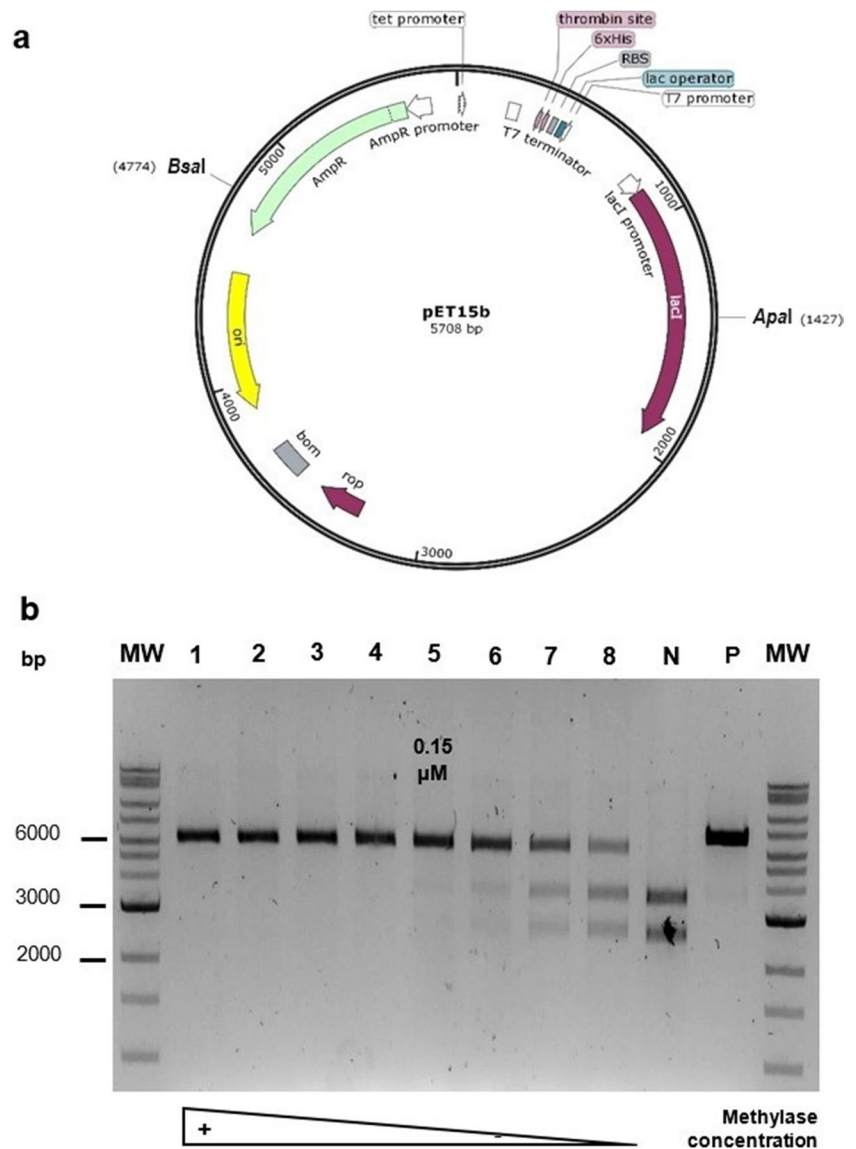 a
tet promoter
thrombin site
6xHis
RBS
lac operator
T7 promoter
AmpR promoter
T7 terminator
AmpR
5000
(4774) BsaI
lacI promoter
1000
lacI
pET15b
5708 bp
ApaI (1427)
ori
4000
bom
rop
2000
3000
b
bp MW 1 2 3 4 5 6 7 8 N P MW
0.15
µM
6000
3000
2000
+ -
Methylase
concentration